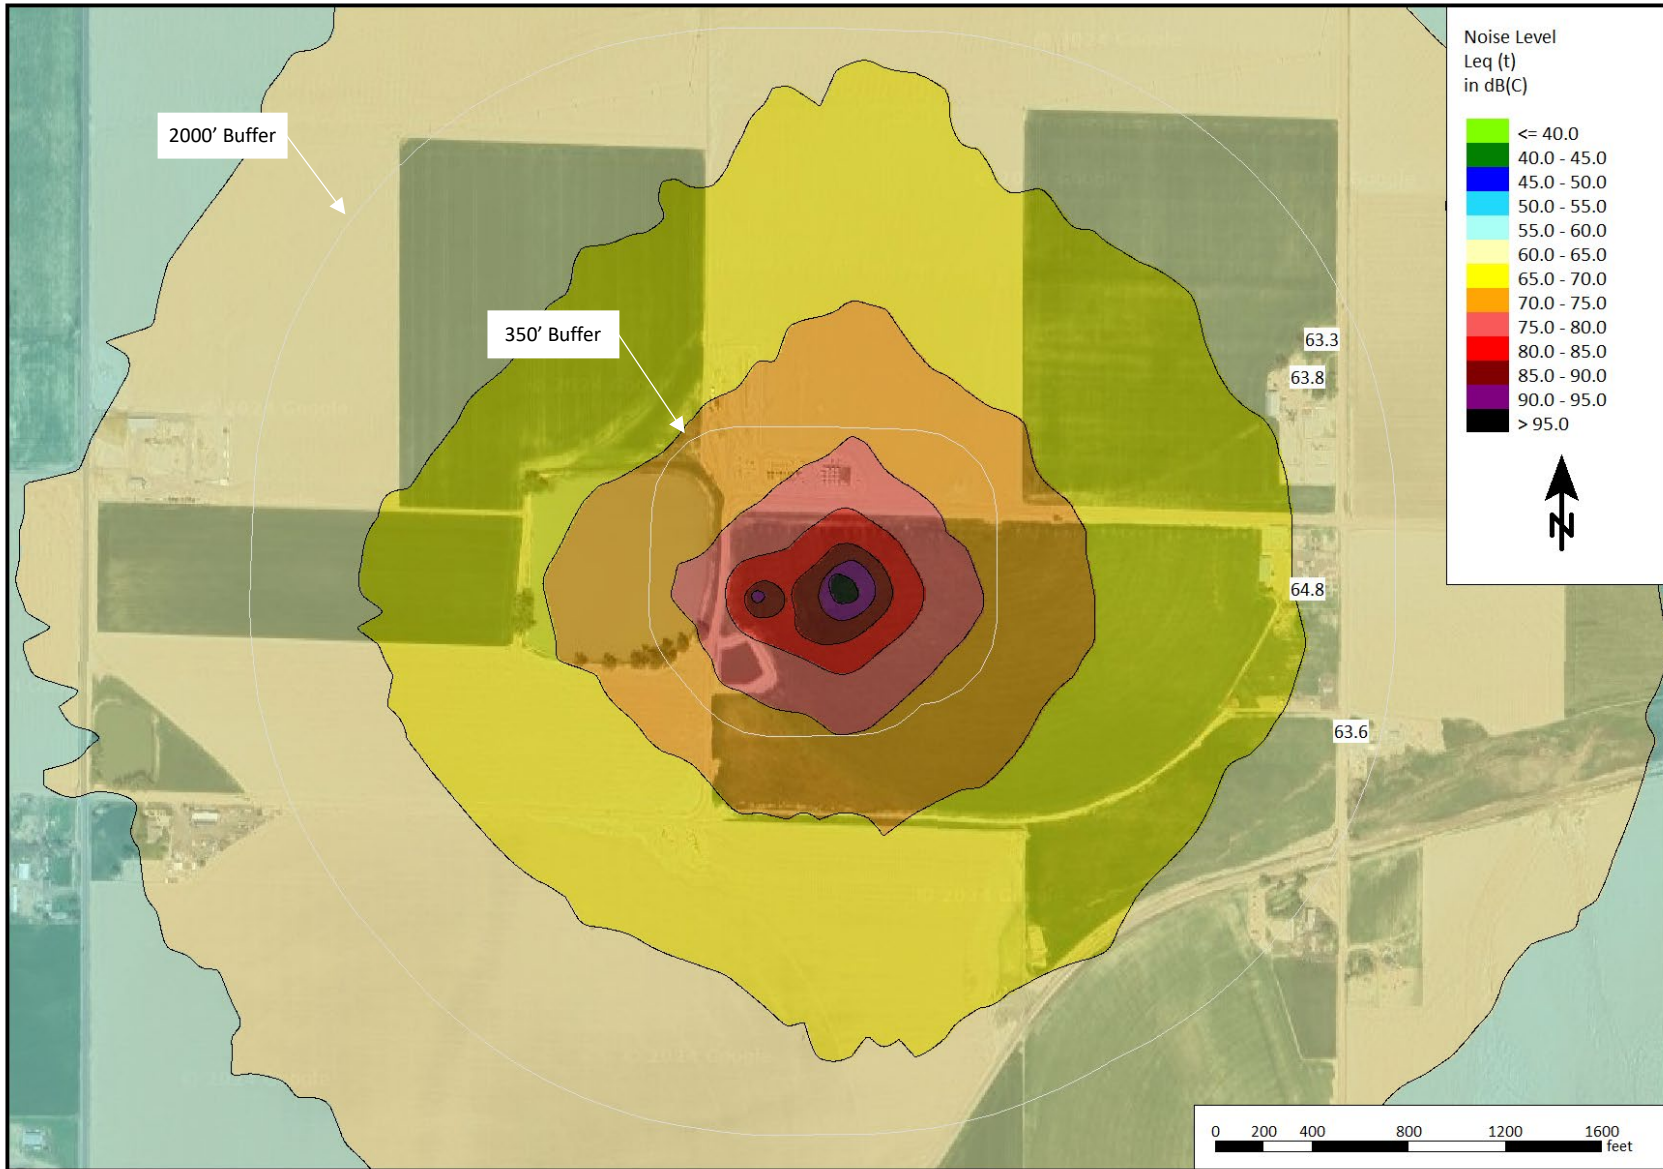 Noise Level
Leq (t)
in dB(C)
<= 40.0
40.0 - 45.0
45.0 - 50.0
50.0 - 55.0
55.0 - 60.0
60.0 - 65.0
65.0 - 70.0
70.0 - 75.0
75.0 - 80.0
80.0 - 85.0
85.0 - 90.0
90.0 - 95.0
> 95.0
N
2000' Buffer
350' Buffer
63.3
63.8
64.8
63.6
© 2024 Google
0 200 400 800 1200 1600
feet